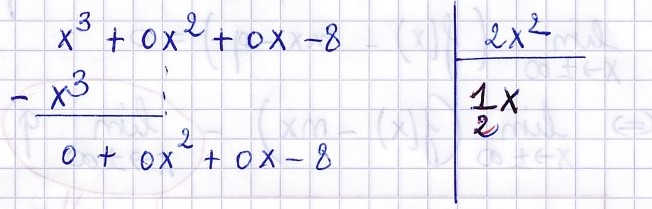 x³ + 0x² + 0x - 8 | 2x²
- x³ | 1/2 x
0 + 0x² + 0x - 8